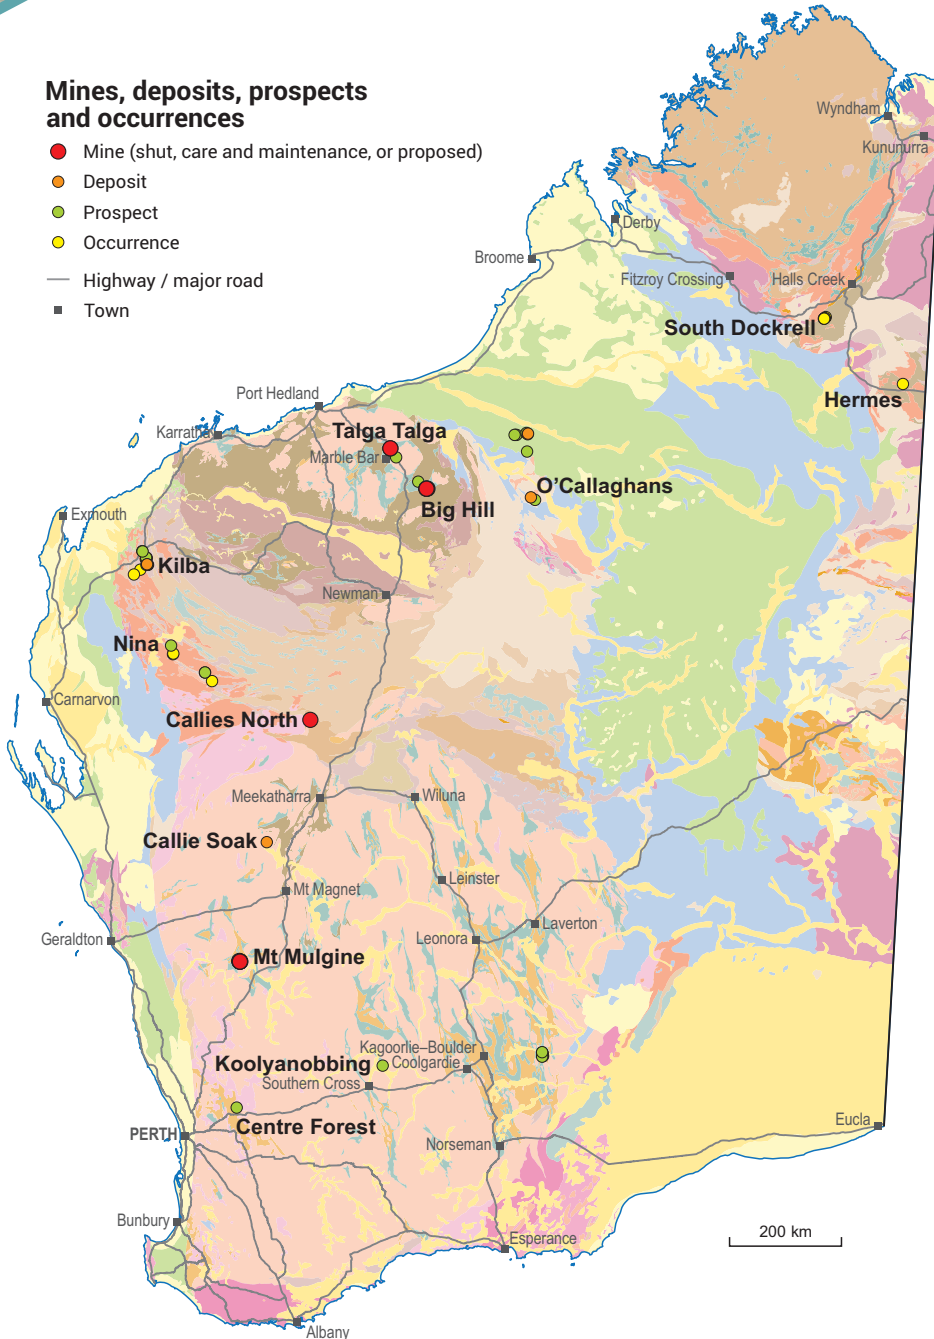 Mines, deposits, prospects
and occurrences
Mine (shut, care and maintenance, or proposed)
Deposit
Prospect
Occurrence
Highway / major road
Town
Wyndham
Kununurra
Derby
Broome
Fitzroy Crossing
Halls Creek
South Dockrell
Hermes
Port Hedland
Karratha
Talga Talga
Marble Bar
O'Callaghans
Big Hill
Exmouth
Kilba
Newman
Nina
Carnarvon
Callies North
Meekatharra
Wiluna
Callie Soak
Leinster
Mt Magnet
Laverton
Geraldton
Leonora
Mt Mulgine
Kagoorlie–Boulder
Koolyanobbing
Coolgardie
Southern Cross
Centre Forest
PERTH
Eucla
Norseman
Bunbury
200 km
Esperance
Albany